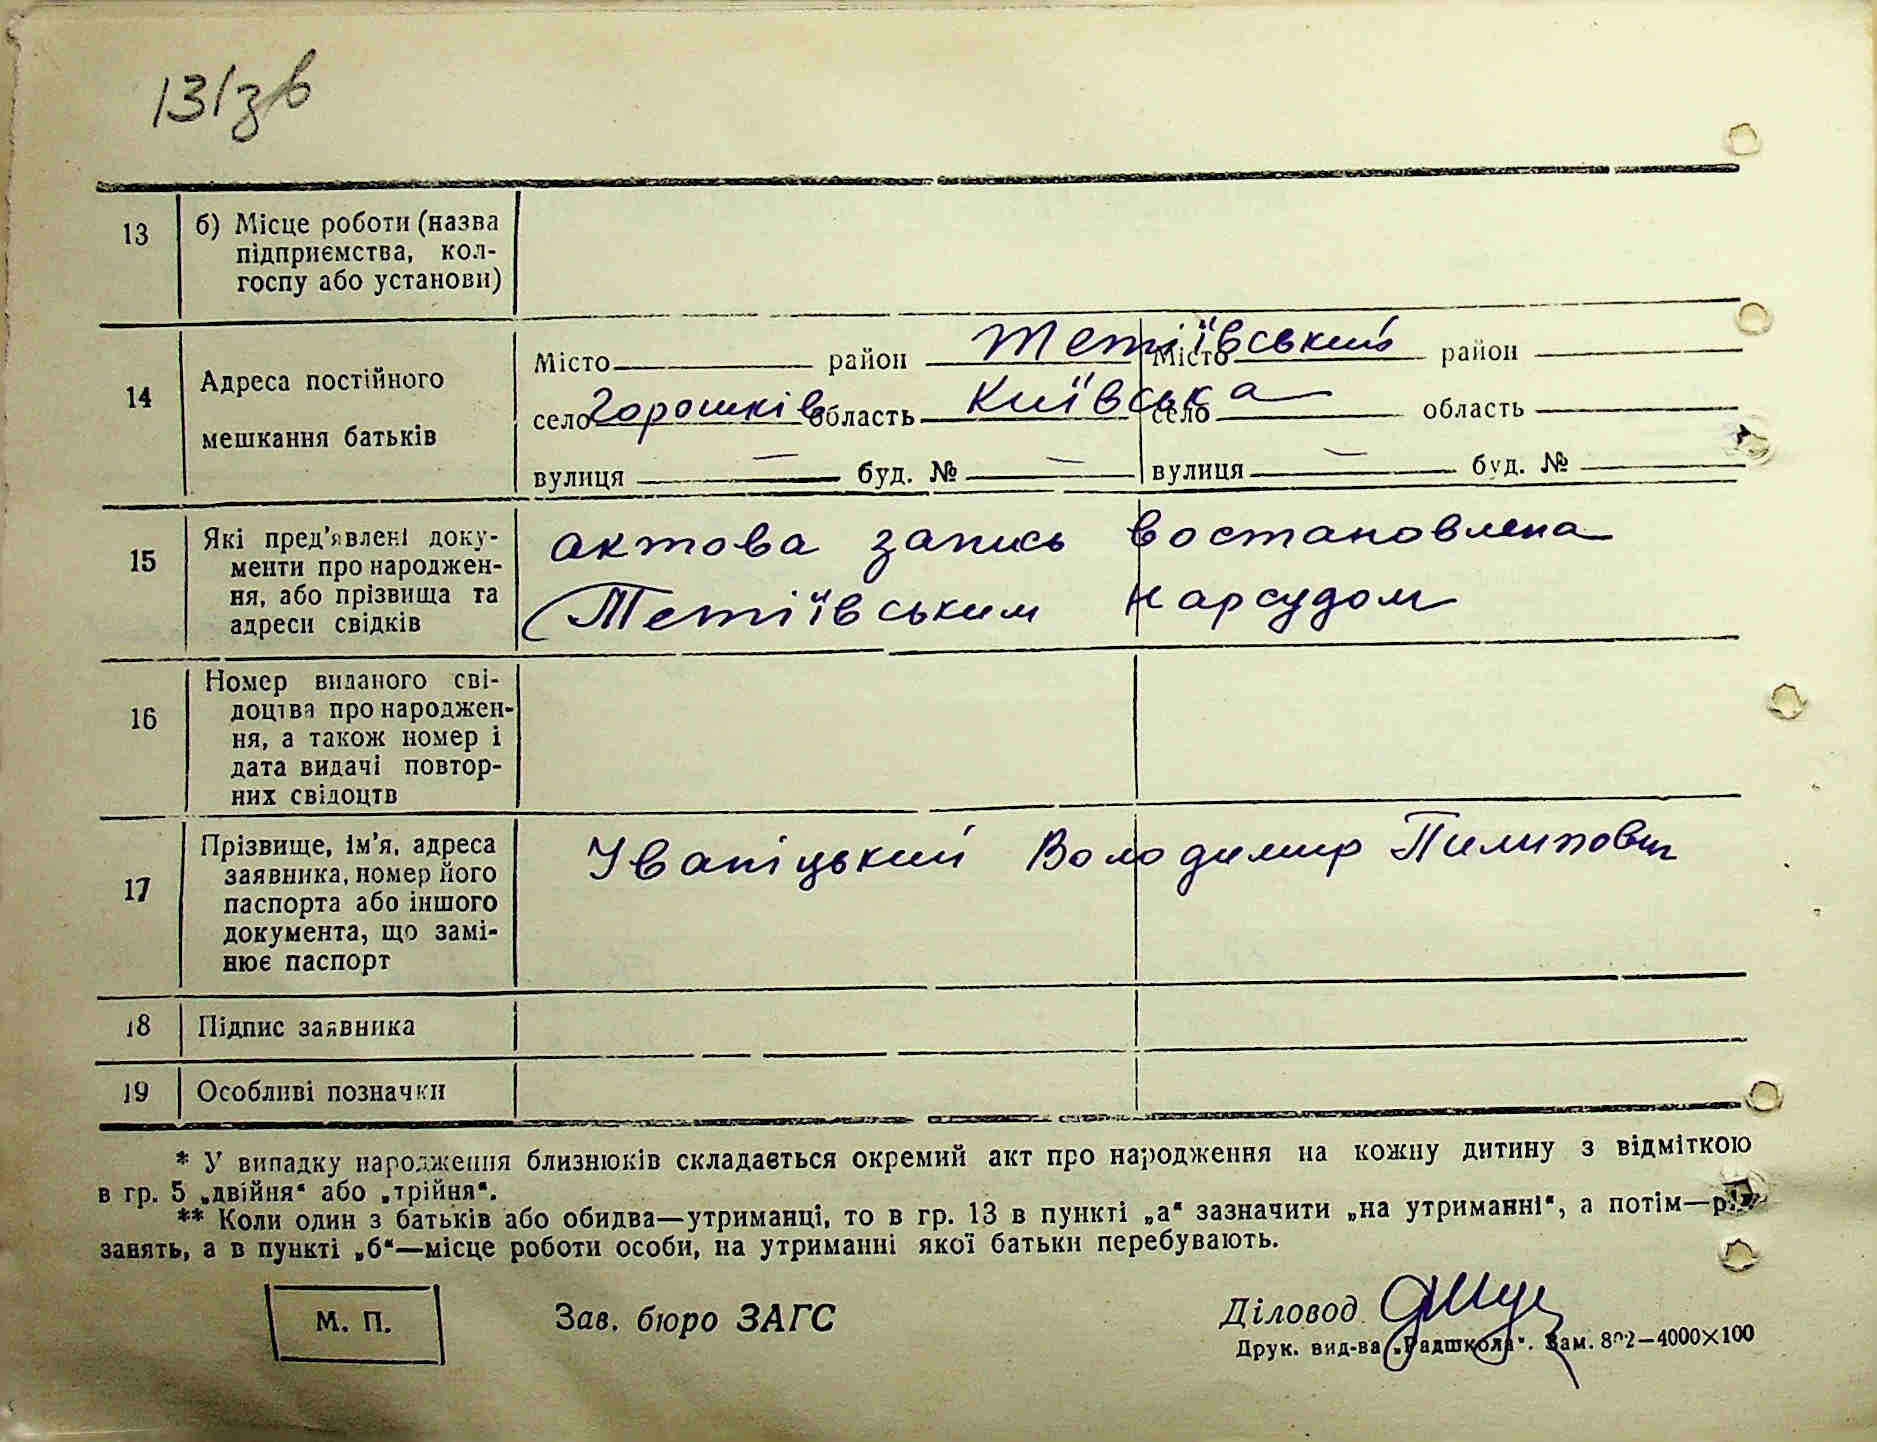 131зв
13 б) Місце роботи (назва
підприємства, кол-
госпу або установи)
14 Адреса постійного
мешкання батьків
Місто район Тетіївський Місто район
село Горошків область Київська село область
вулиця — буд. № — вулиця — буд. №
15 Які пред'явлені доку-
менти про народжен-
ня, або прізвища та
адреси свідків
актова запись востановлена
Тетіївським нарсудом
16 Номер виданого сві-
доцтва про народжен-
ня, а також номер і
дата видачі повтор-
них свідоцтв
17 Прізвище, ім'я, адреса
заявника, номер його
паспорта або іншого
документа, що замі-
нює паспорт
Іваніцький Володимир Пилипович
18 Підпис заявника
19 Особливі позначки
* У випадку народження близнюків складається окремий акт про народження на кожну дитину з відміткою
в гр. 5 „двійня“ або „трійня“.
** Коли один з батьків або обидва—утриманці, то в гр. 13 в пункті „а“ зазначити „на утриманні“, а потім—рід
занять, а в пункті „б“—місце роботи особи, на утриманні якої батьки перебувають.
М. П. Зав. бюро ЗАГС Діловод
Друк. вид-ва „Радшкола“. Зам. 802—4000×100